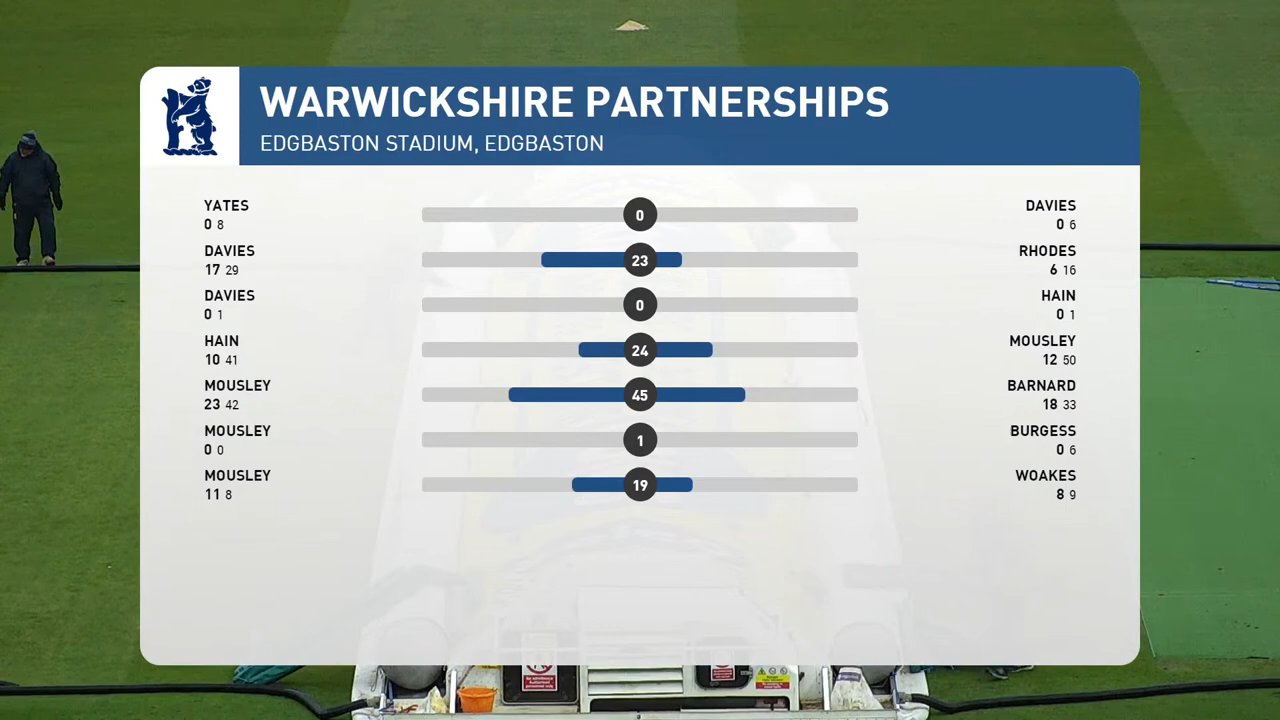 WARWICKSHIRE PARTNERSHIPS
EDGBASTON STADIUM, EDGBASTON
YATES 0 DAVIES
0 8 0 6
DAVIES 23 RHODES
17 29 6 16
DAVIES 0 HAIN
0 1 0 1
HAIN 24 MOUSLEY
10 41 12 50
MOUSLEY 45 BARNARD
23 42 18 33
MOUSLEY 1 BURGESS
0 0 0 6
MOUSLEY 19 WOAKES
11 8 8 9